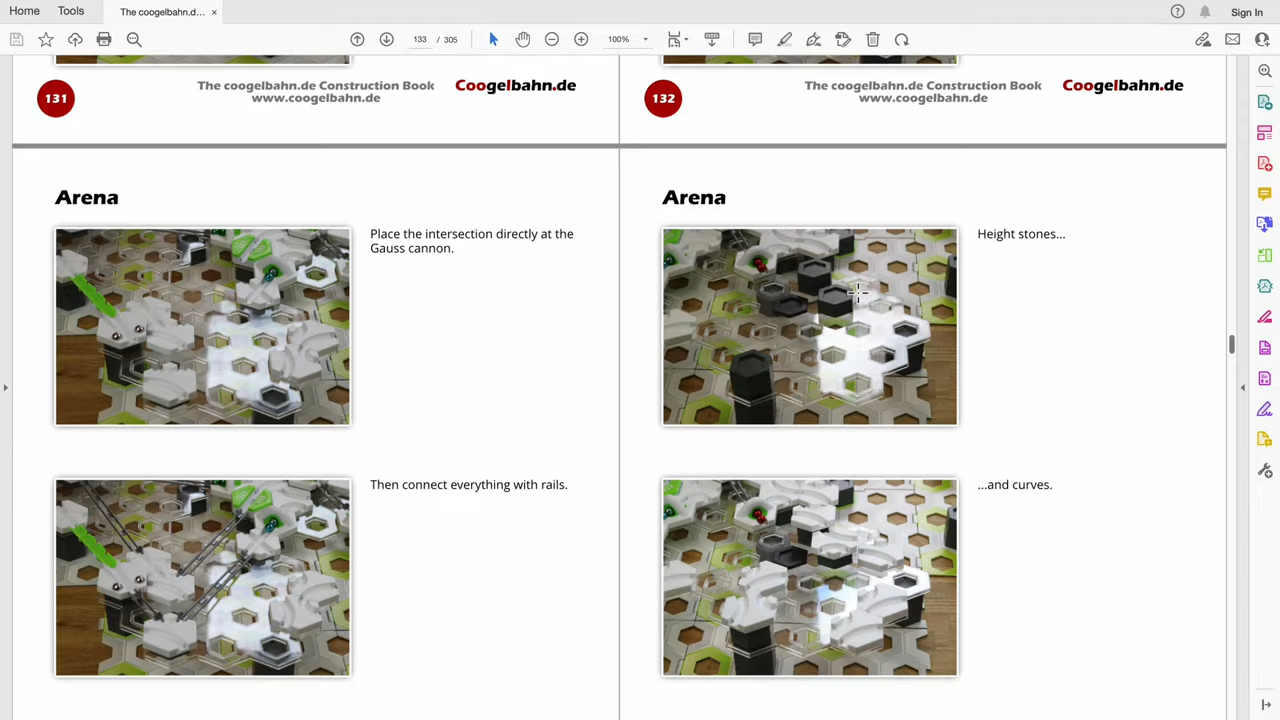 Home
Tools
The coogelbahn.d...
Sign In
133 / 305
100%
131
The coogelbahn.de Construction Book
www.coogelbahn.de
Coogelbahn.de
132
The coogelbahn.de Construction Book
www.coogelbahn.de
Coogelbahn.de
Arena
Place the intersection directly at the
Gauss cannon.
Then connect everything with rails.
Arena
Height stones...
...and curves.